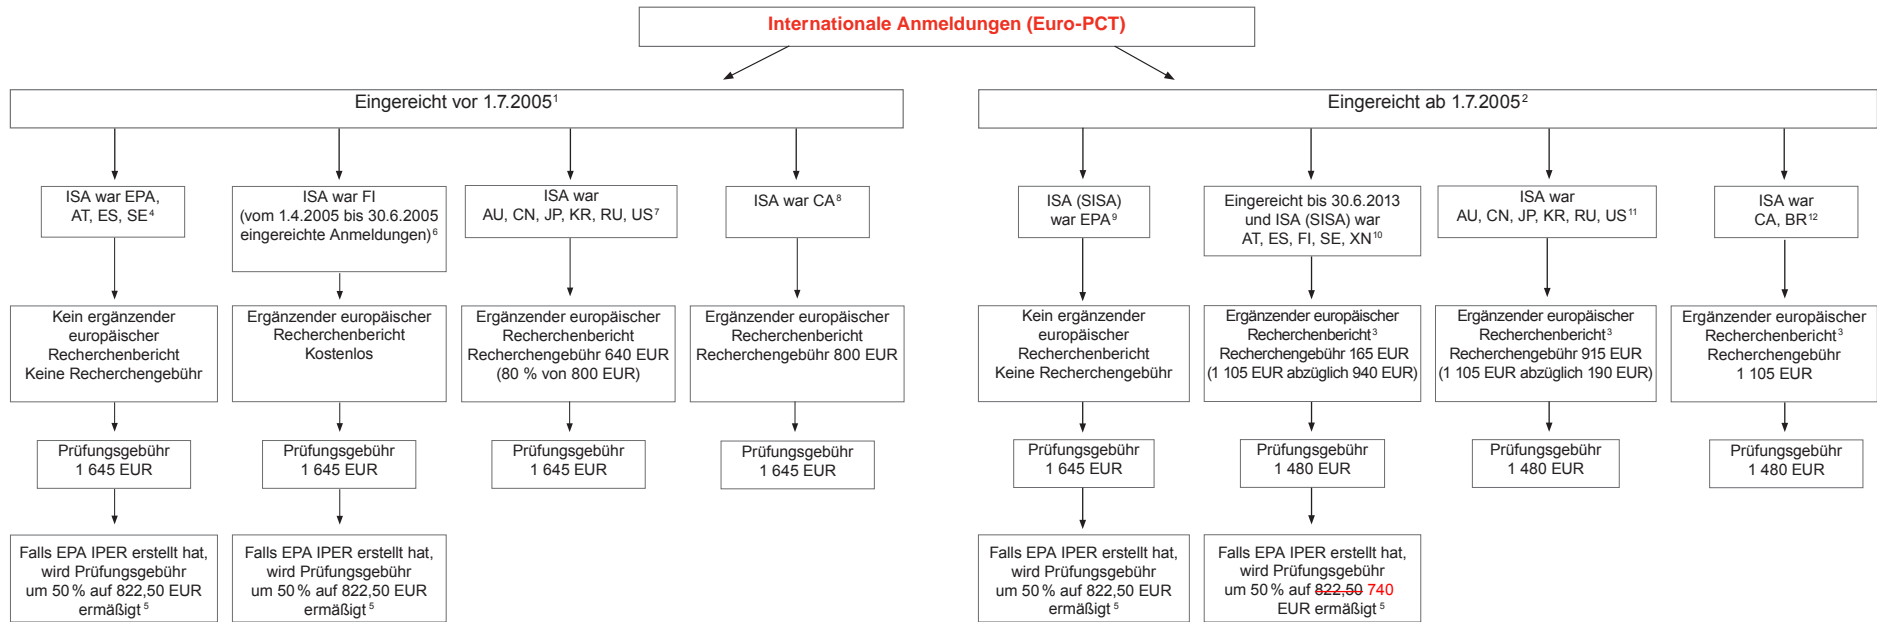 Internationale Anmeldungen (Euro-PCT)
Eingereicht vor 1.7.2005¹
Eingereicht ab 1.7.2005²
ISA war EPA,
AT, ES, SE⁴
ISA war FI
(vom 1.4.2005 bis 30.6.2005
eingereichte Anmeldungen)⁶
ISA war
AU, CN, JP, KR, RU, US⁷
ISA war CA⁸
ISA (SISA)
war EPA⁹
Eingereicht bis 30.6.2013
und ISA (SISA) war
AT, ES, FI, SE, XN¹⁰
ISA war
AU, CN, JP, KR, RU, US¹¹
ISA war
CA, BR¹²
Kein ergänzender
europäischer
Recherchenbericht
Keine Recherchengebühr
Ergänzender europäischer
Recherchenbericht
Kostenlos
Ergänzender europäischer
Recherchenbericht
Recherchengebühr 640 EUR
(80 % von 800 EUR)
Ergänzender europäischer
Recherchenbericht
Recherchengebühr 800 EUR
Kein ergänzender
europäischer
Recherchenbericht
Keine Recherchengebühr
Ergänzender europäischer
Recherchenbericht³
Recherchengebühr 165 EUR
(1 105 EUR abzüglich 940 EUR)
Ergänzender europäischer
Recherchenbericht³
Recherchengebühr 915 EUR
(1 105 EUR abzüglich 190 EUR)
Ergänzender europäischer
Recherchenbericht³
Recherchengebühr
1 105 EUR
Prüfungsgebühr
1 645 EUR
Prüfungsgebühr
1 645 EUR
Prüfungsgebühr
1 645 EUR
Prüfungsgebühr
1 645 EUR
Prüfungsgebühr
1 645 EUR
Prüfungsgebühr
1 480 EUR
Prüfungsgebühr
1 480 EUR
Prüfungsgebühr
1 480 EUR
Falls EPA IPER erstellt hat,
wird Prüfungsgebühr
um 50 % auf 822,50 EUR
ermäßigt ⁵
Falls EPA IPER erstellt hat,
wird Prüfungsgebühr
um 50 % auf 822,50 EUR
ermäßigt ⁵
Falls EPA IPER erstellt hat,
wird Prüfungsgebühr
um 50 % auf 822,50 EUR
ermäßigt ⁵
Falls EPA IPER erstellt hat,
wird Prüfungsgebühr
um 50 % auf 822,50 740
EUR ermäßigt ⁵